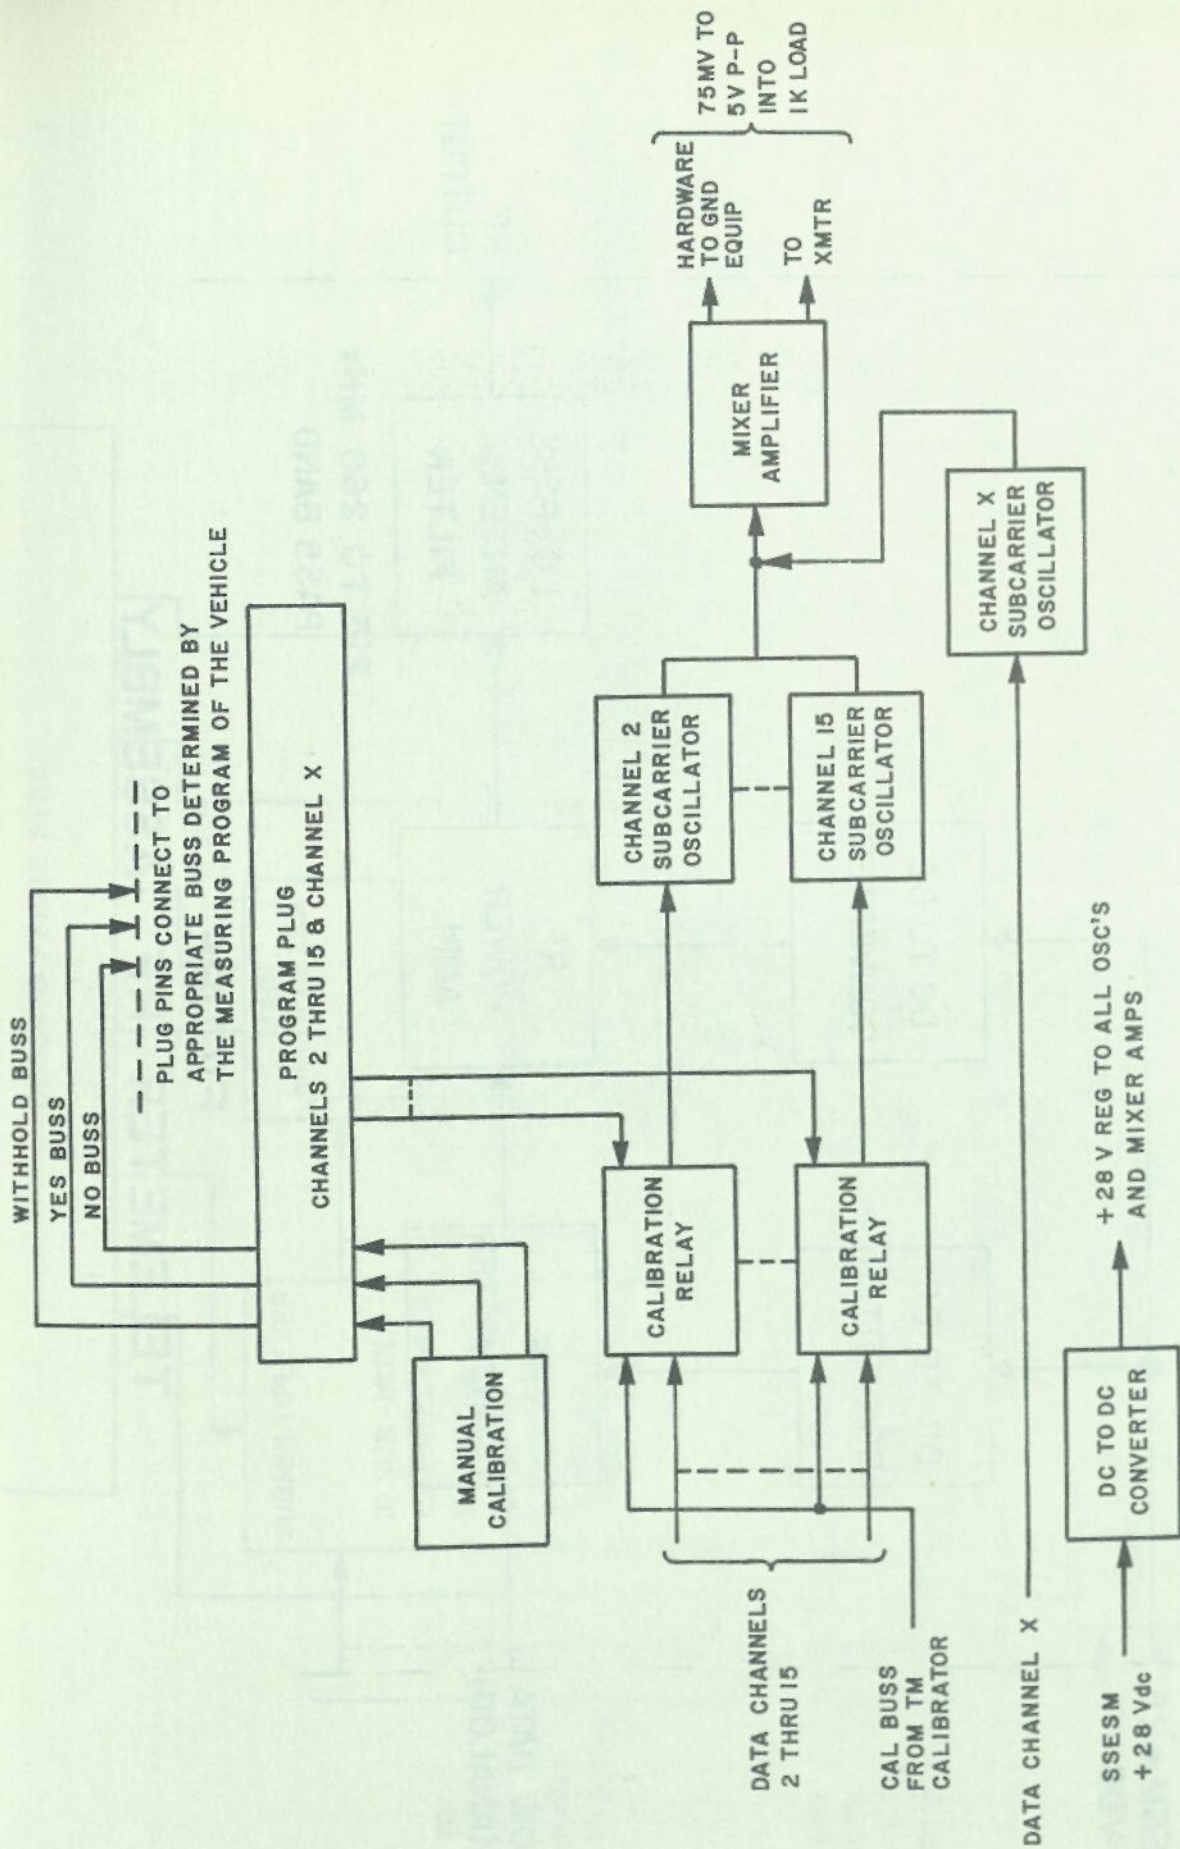 WITHHOLD BUSS
YES BUSS
NO BUSS
PLUG PINS CONNECT TO
APPROPRIATE BUSS DETERMINED BY
THE MEASURING PROGRAM OF THE VEHICLE
PROGRAM PLUG
CHANNELS 2 THRU 15 & CHANNEL X
MANUAL
CALIBRATION
CALIBRATION
RELAY
CALIBRATION
RELAY
CHANNEL 2
SUBCARRIER
OSCILLATOR
CHANNEL 15
SUBCARRIER
OSCILLATOR
MIXER
AMPLIFIER
HARDWARE
TO GND
EQUIP
TO
XMTR
75MV TO
5V P-P
INTO
1K LOAD
DATA CHANNELS
2 THRU 15
CAL BUSS
FROM TM
CALIBRATOR
DATA CHANNEL X
CHANNEL X
SUBCARRIER
OSCILLATOR
SSESM
+28 Vdc
DC TO DC
CONVERTER
+28 V REG TO ALL OSC'S
AND MIXER AMPS